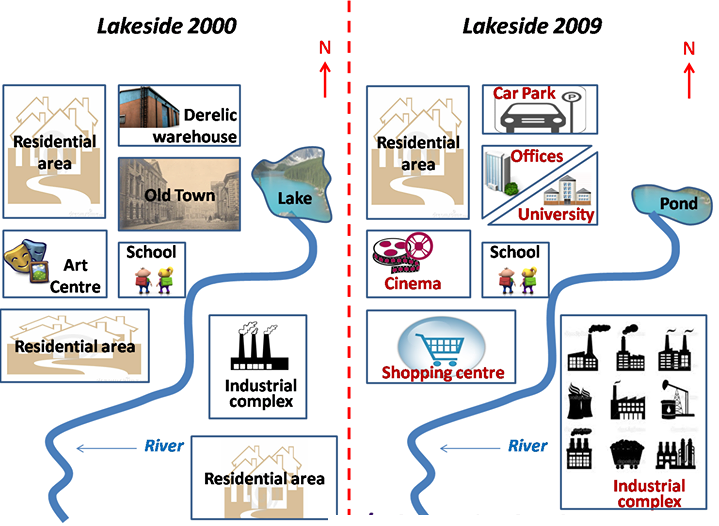 Lakeside 2000
N
Residential
area
Derelic
warehouse
Old Town
Lake
Art
Centre
School
Residential area
Industrial
complex
River
Residential area
Lakeside 2009
N
Residential
area
Car Park
P
Offices
University
Pond
Cinema
School
Shopping centre
River
Industrial
complex